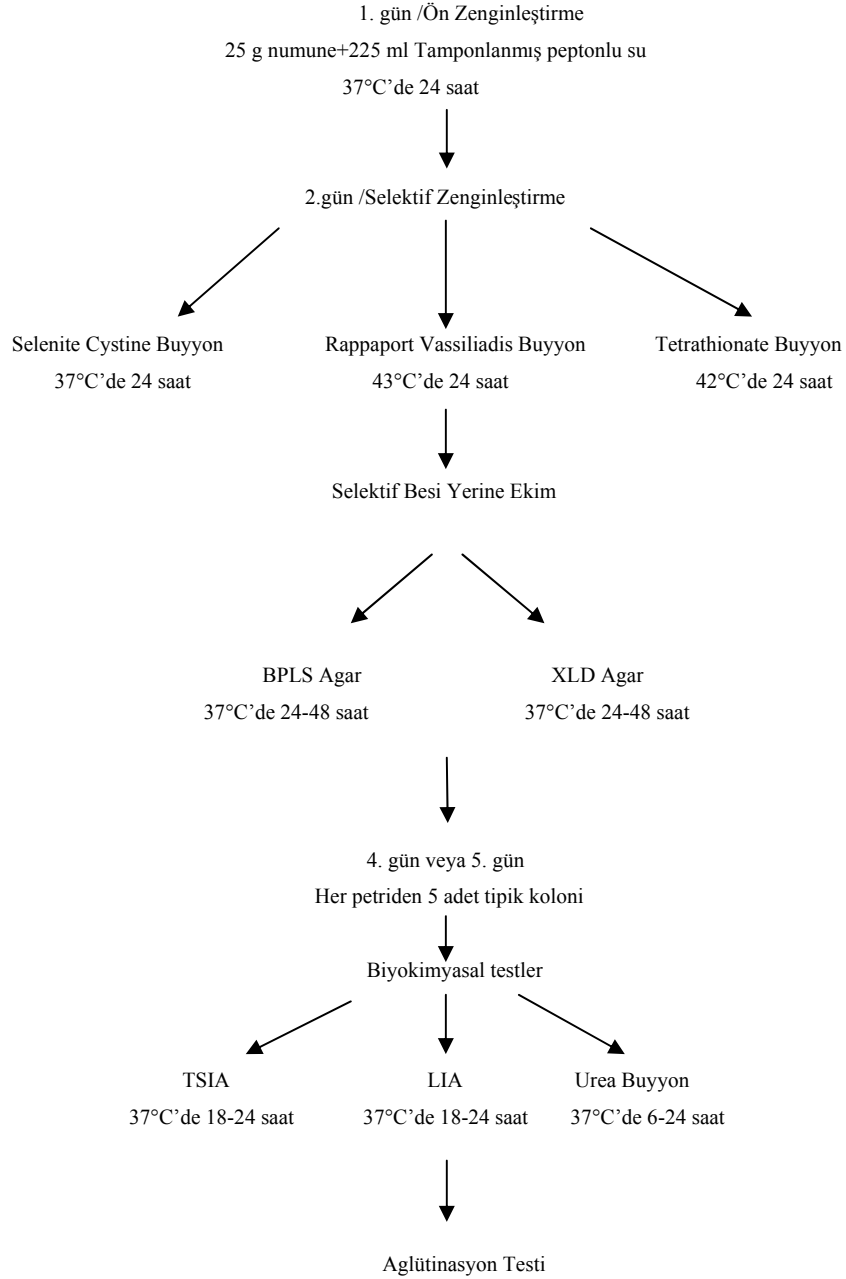 1. gün /Ön Zenginleştirme
25 g numune+225 ml Tamponlanmış peptonlu su
37°C’de 24 saat
2.gün /Selektif Zenginleştirme
Selenite Cystine Buyyon
37°C’de 24 saat
Rappaport Vassiliadis Buyyon
43°C’de 24 saat
Tetrathionate Buyyon
42°C’de 24 saat
Selektif Besi Yerine Ekim
BPLS Agar
37°C’de 24-48 saat
XLD Agar
37°C’de 24-48 saat
4. gün veya 5. gün
Her petriden 5 adet tipik koloni
Biyokimyasal testler
TSIA
37°C’de 18-24 saat
LIA
37°C’de 18-24 saat
Urea Buyyon
37°C’de 6-24 saat
Aglütinasyon Testi